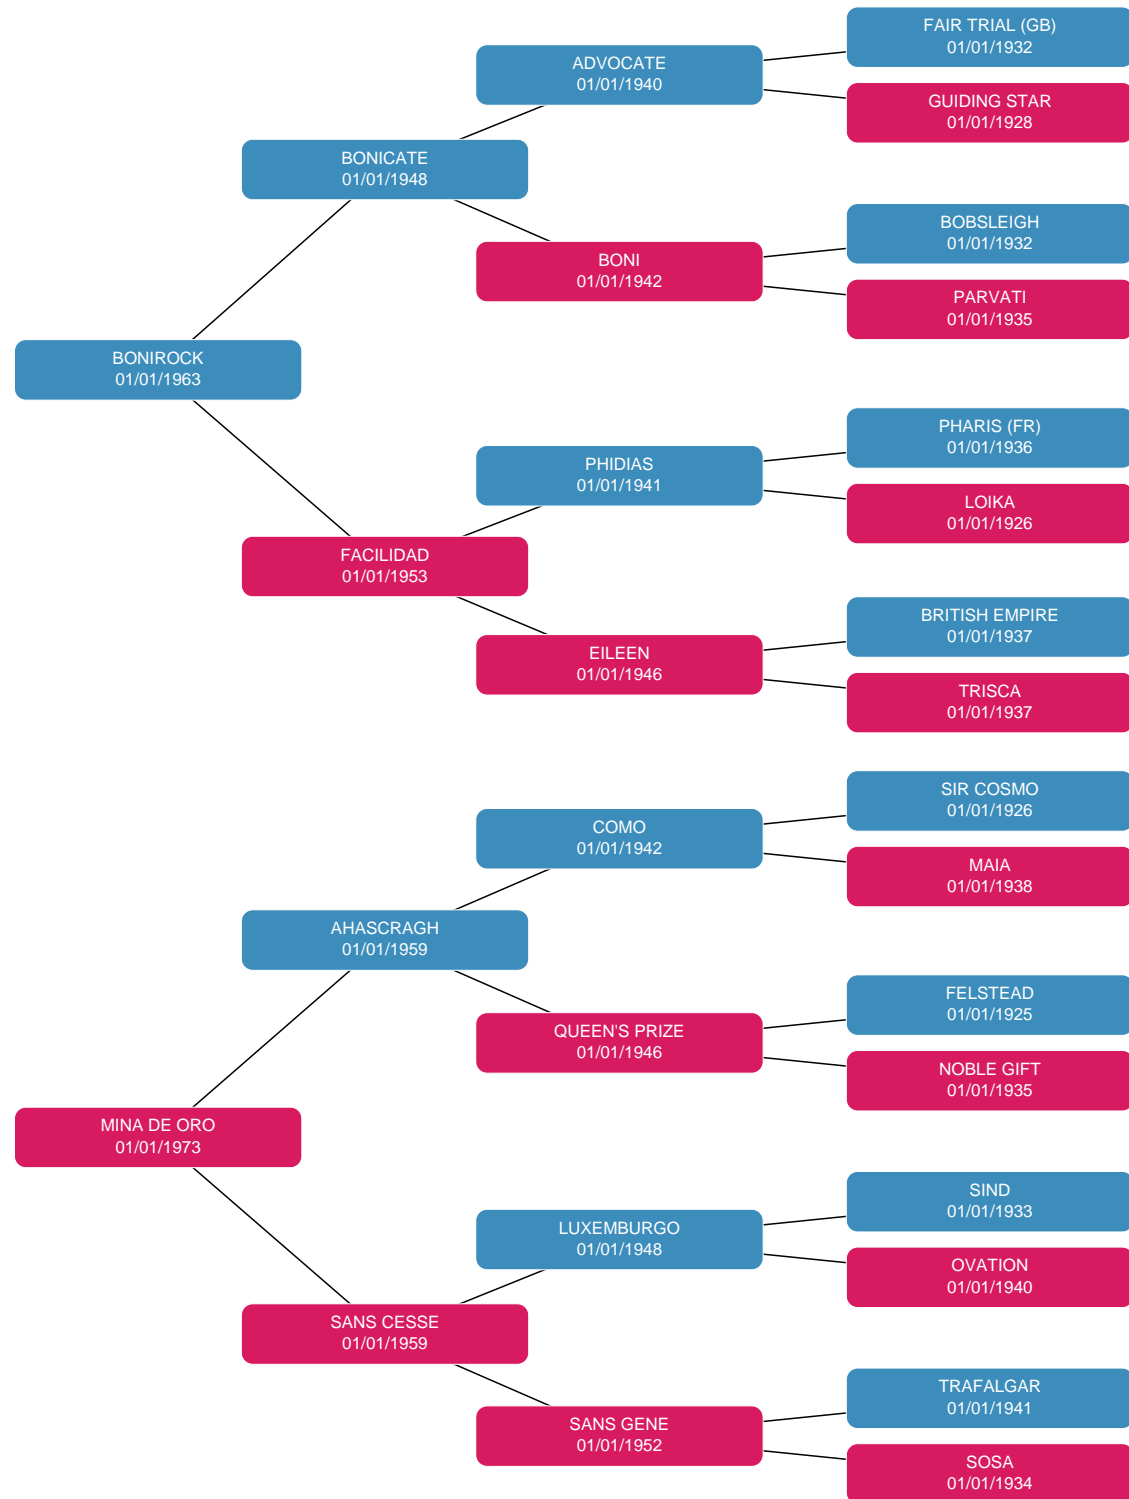 FAIR TRIAL (GB)
01/01/1932
ADVOCATE
01/01/1940
GUIDING STAR
01/01/1928
BONICATE
01/01/1948
BOBSLEIGH
01/01/1932
BONI
01/01/1942
PARVATI
01/01/1935
BONIROCK
01/01/1963
PHARIS (FR)
01/01/1936
PHIDIAS
01/01/1941
LOIKA
01/01/1926
FACILIDAD
01/01/1953
BRITISH EMPIRE
01/01/1937
EILEEN
01/01/1946
TRISCA
01/01/1937
SIR COSMO
01/01/1926
COMO
01/01/1942
MAIA
01/01/1938
AHASCRAGH
01/01/1959
FELSTEAD
01/01/1925
QUEEN'S PRIZE
01/01/1946
NOBLE GIFT
01/01/1935
MINA DE ORO
01/01/1973
SIND
01/01/1933
LUXEMBURGO
01/01/1948
OVATION
01/01/1940
SANS CESSE
01/01/1959
TRAFALGAR
01/01/1941
SANS GENE
01/01/1952
SOSA
01/01/1934